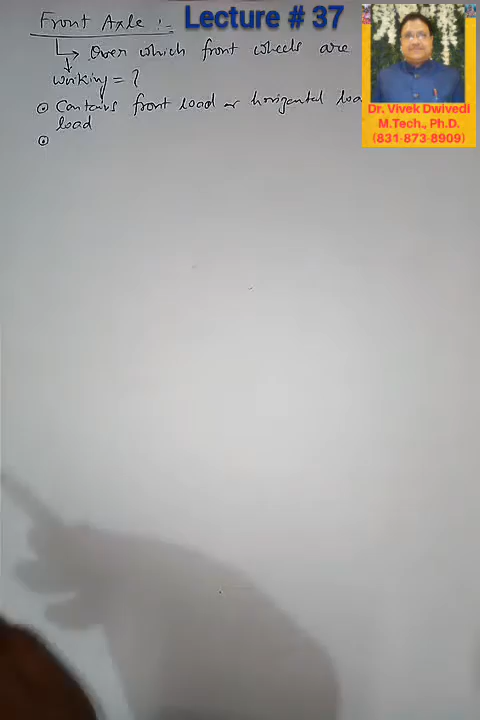 Front Axle :-
Lecture # 37
Over which front wheels are
working = ?
Contains front load or horizontal loa
load
Dr. Vivek Dwivedi
M.Tech., Ph.D.
(831-873-8909)